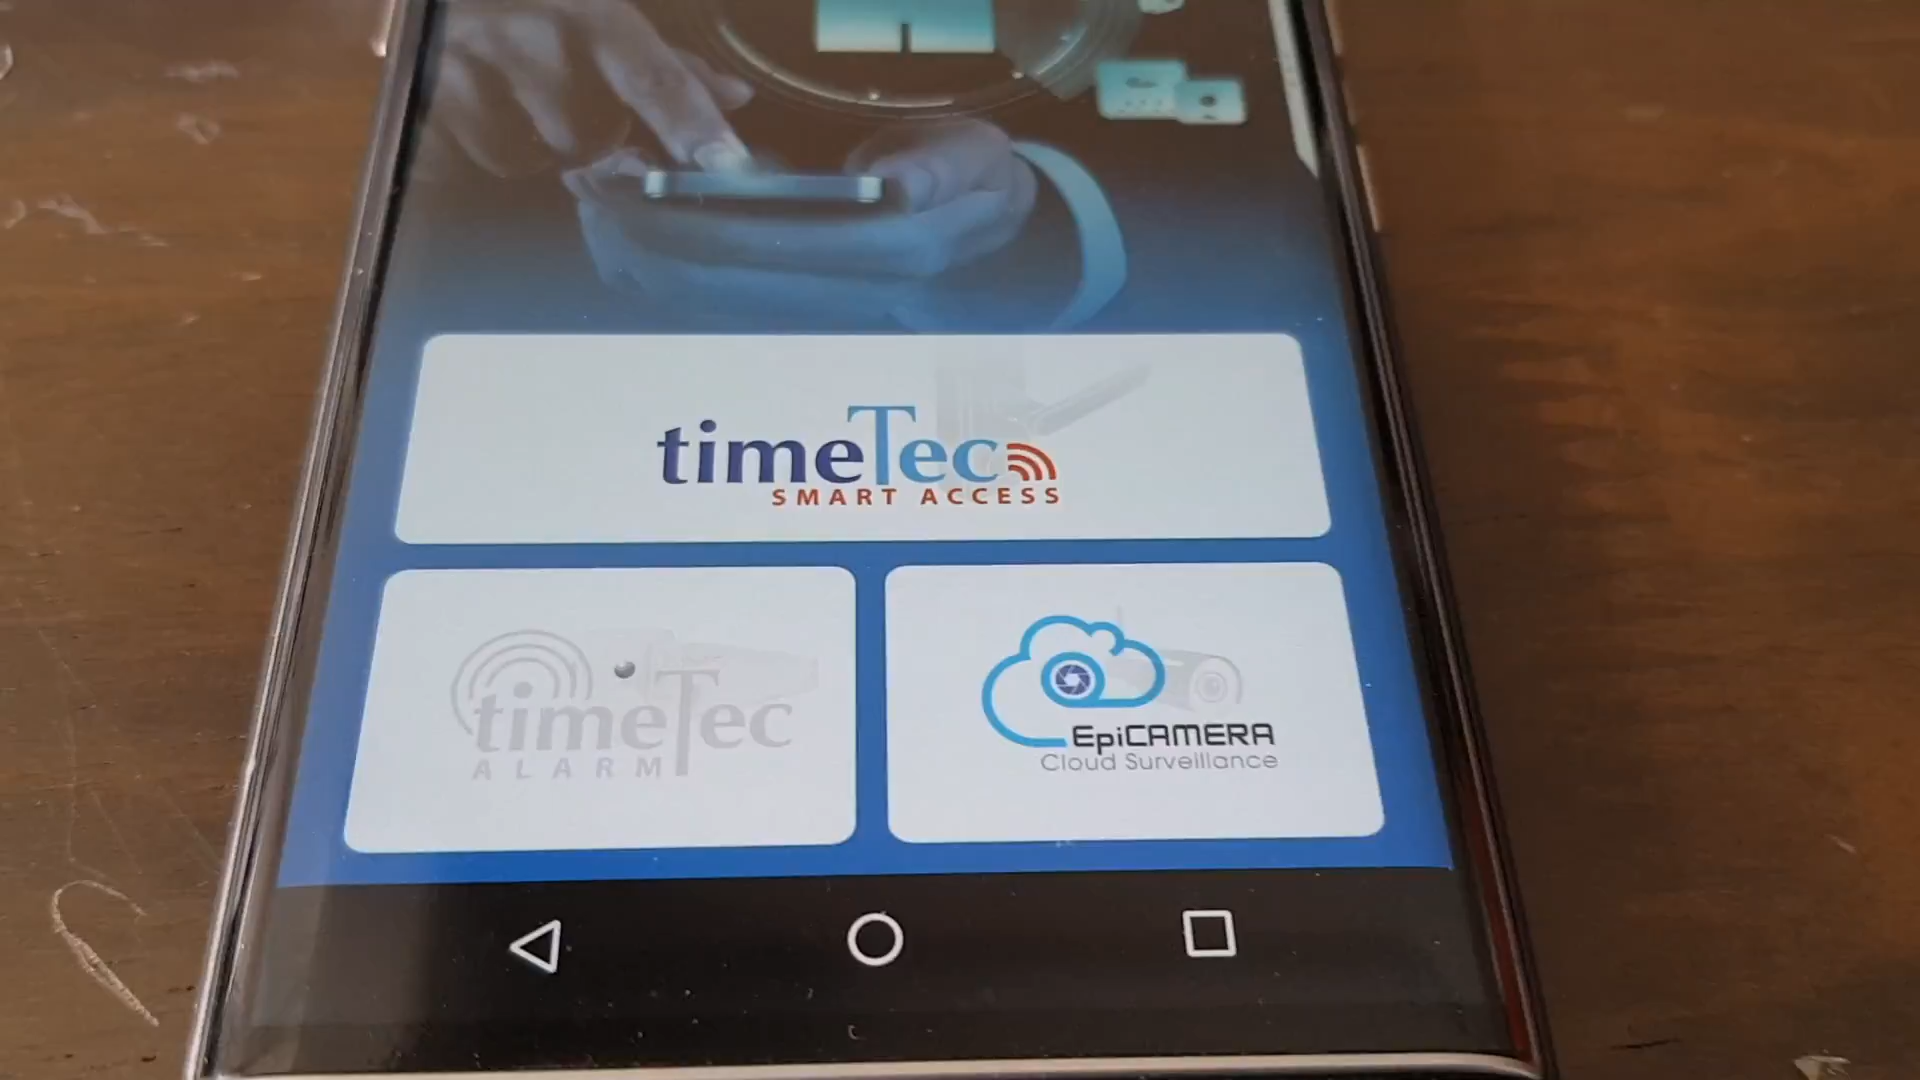 timeTec
SMART ACCESS
timeTec
ALARM
EpiCAMERA
Cloud Surveillance